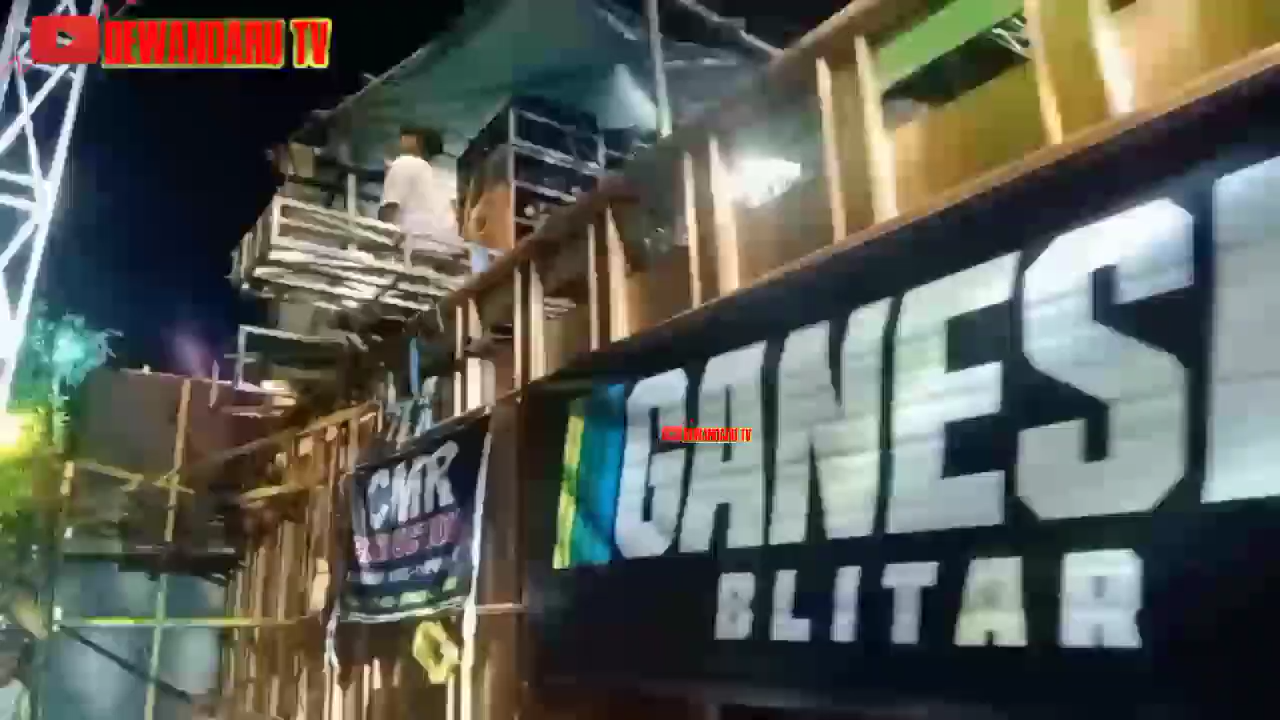 DEWANDARU TV
GANES
BLITAR
CMR
DEWANDARU TV